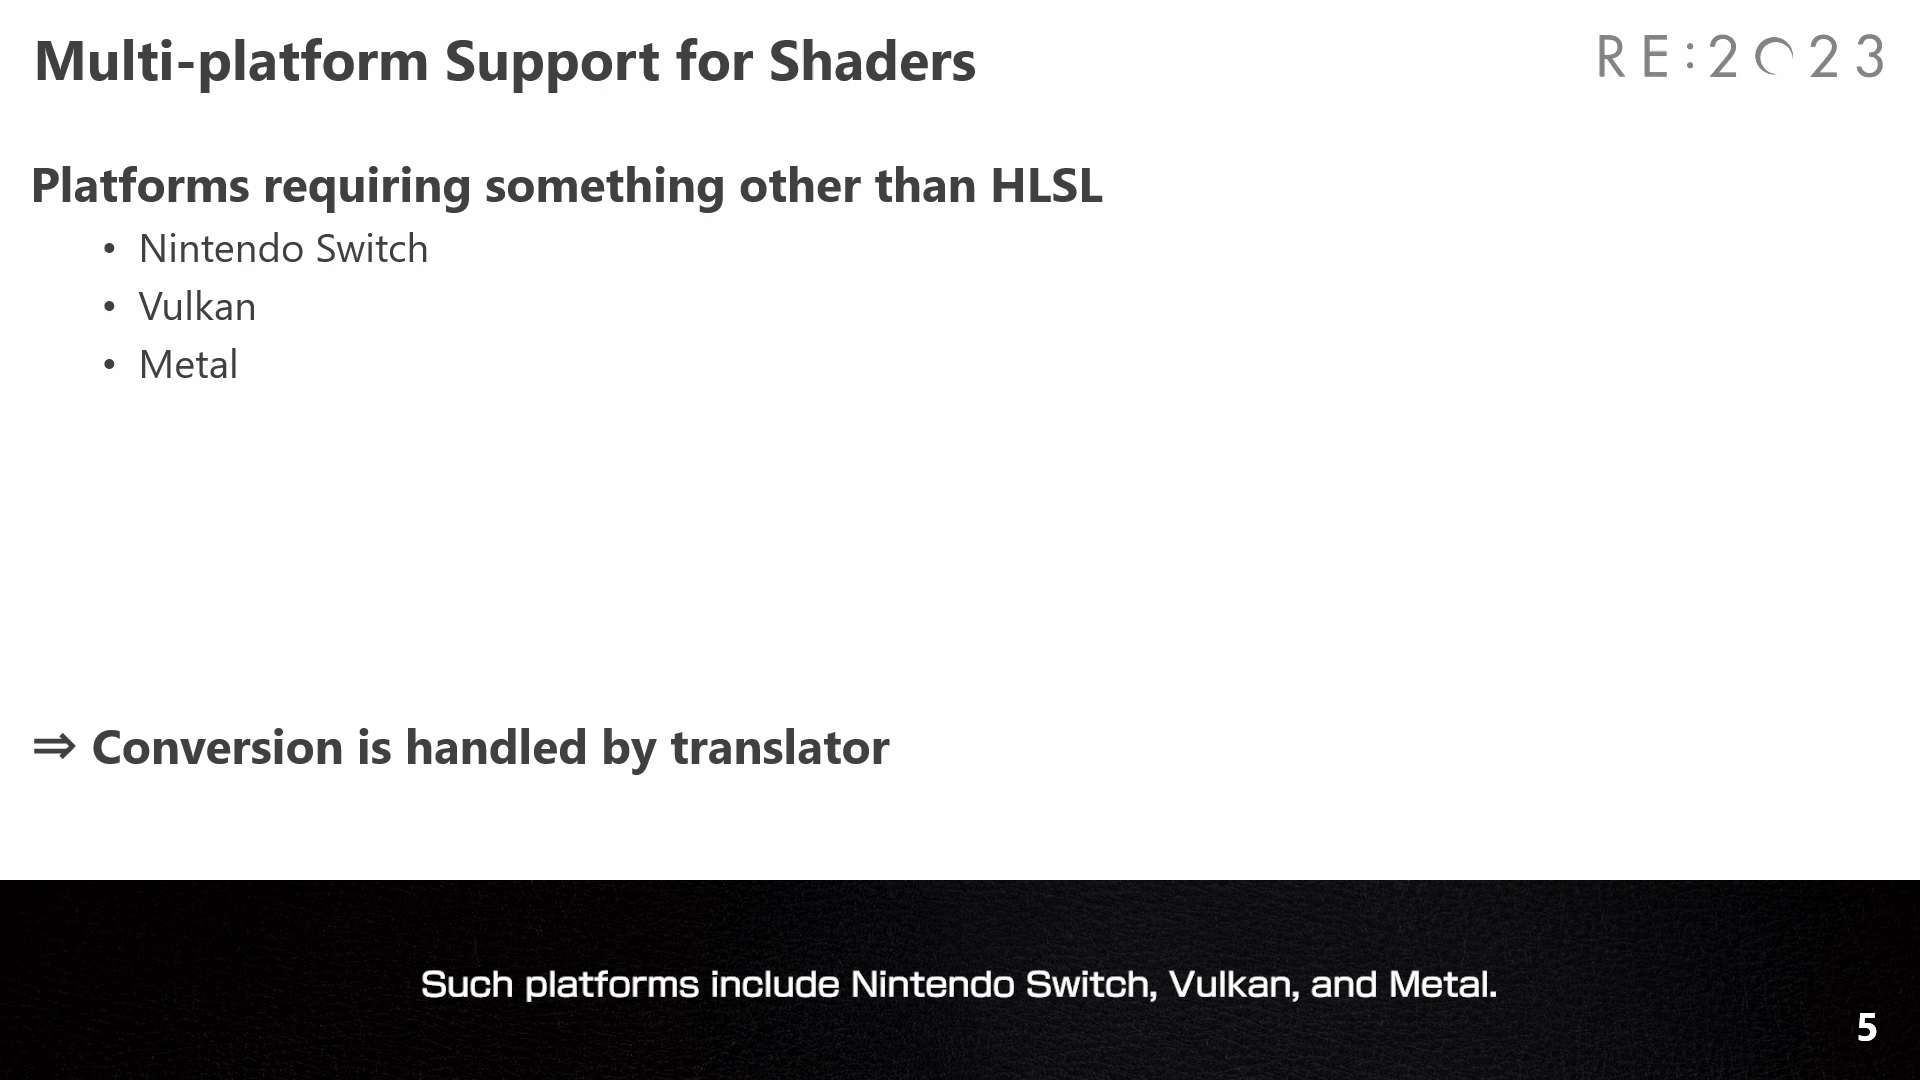 Multi-platform Support for Shaders
RE:2023
Platforms requiring something other than HLSL
• Nintendo Switch
• Vulkan
• Metal
⇒ Conversion is handled by translator
Such platforms include Nintendo Switch, Vulkan, and Metal.
5